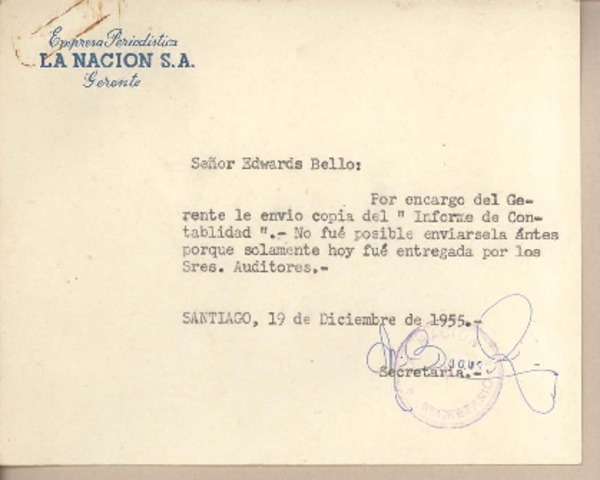 Empresa Periodística
LA NACION S.A.
Gerente
Señor Edwards Bello:
Por encargo del Ge-
rente le envio copia del " Informe de Con-
tablidad ".- No fué posible enviarsela ántes
porque solamente hoy fué entregada por los
Sres. Auditores.-
SANTIAGO, 19 de Diciembre de 1955.-
Secretaria.-
NACION
SECRETARIO